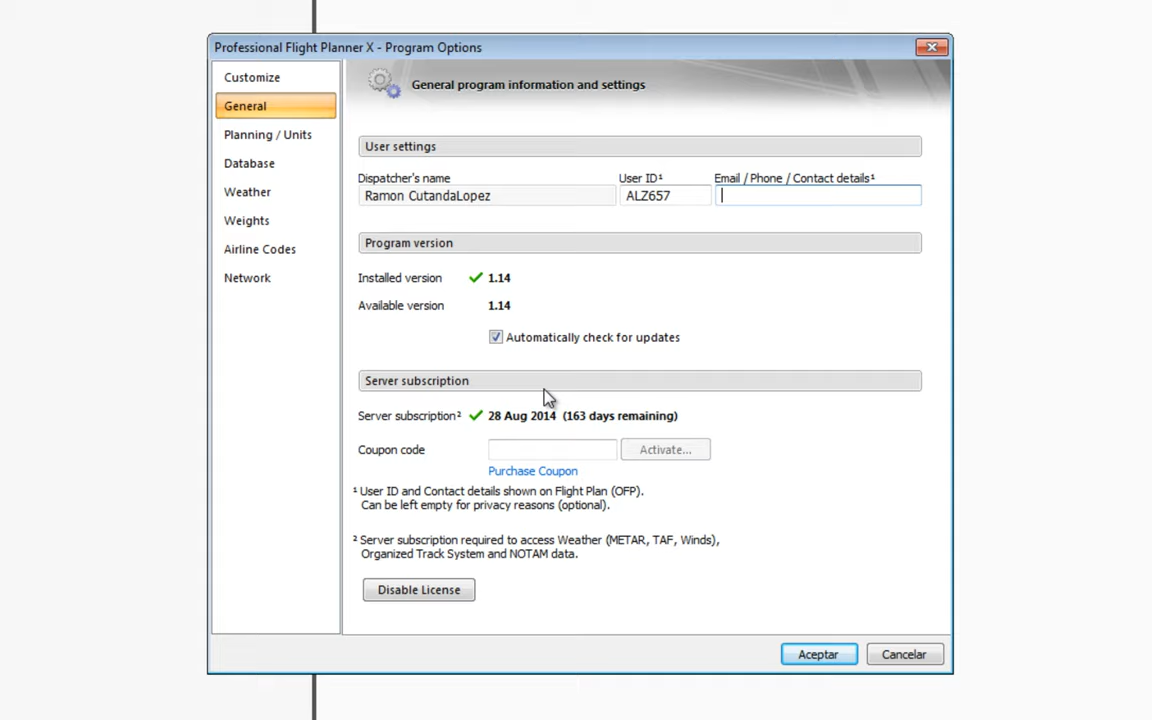 Professional Flight Planner X - Program Options
Customize
General
Planning / Units
Database
Weather
Weights
Airline Codes
Network
General program information and settings
User settings
Dispatcher's name User ID¹ Email / Phone / Contact details¹
Ramon CutandaLopez ALZ657
Program version
Installed version 1.14
Available version 1.14
Automatically check for updates
Server subscription
Server subscription² 28 Aug 2014 (163 days remaining)
Coupon code Activate...
Purchase Coupon
¹ User ID and Contact details shown on Flight Plan (OFP).
Can be left empty for privacy reasons (optional).
² Server subscription required to access Weather (METAR, TAF, Winds),
Organized Track System and NOTAM data.
Disable License
Aceptar Cancelar